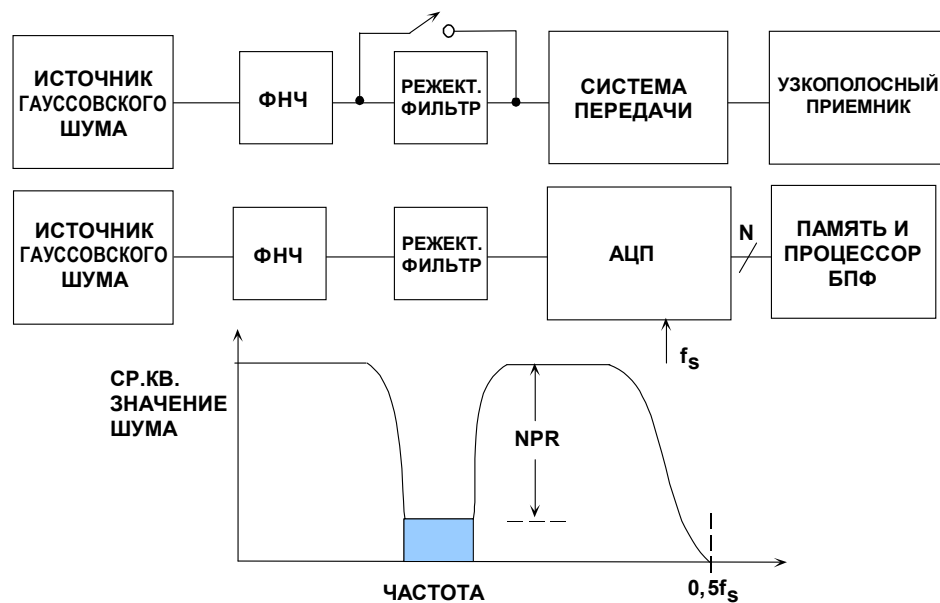 ИСТОЧНИК
ГАУССОВСКОГО
ШУМА
ФНЧ
РЕЖЕКТ.
ФИЛЬТР
СИСТЕМА
ПЕРЕДАЧИ
УЗКОПОЛОСНЫЙ
ПРИЕМНИК
ИСТОЧНИК
ГАУССОВСКОГО
ШУМА
ФНЧ
РЕЖЕКТ.
ФИЛЬТР
АЦП
N
ПАМЯТЬ И
ПРОЦЕССОР
БПФ
fs
СР.КВ.
ЗНАЧЕНИЕ
ШУМА
NPR
ЧАСТОТА
0,5fs